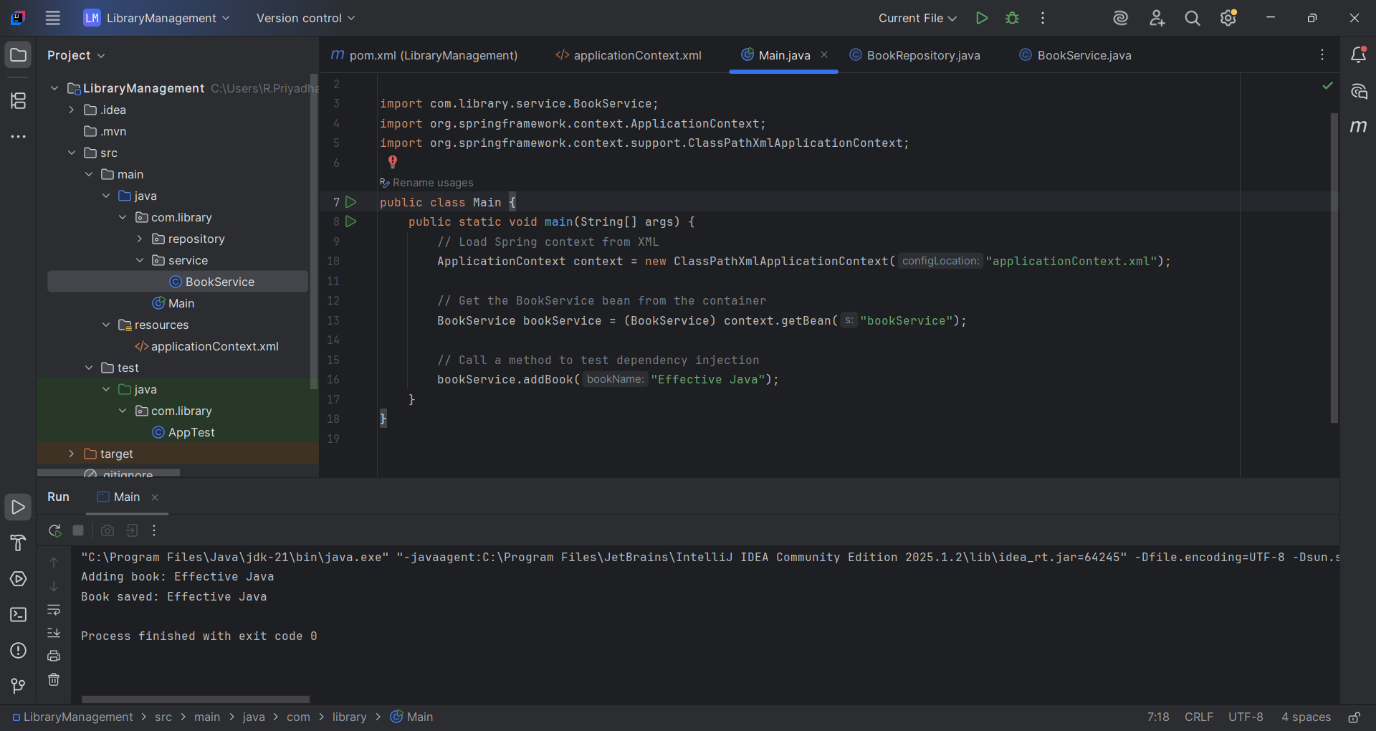 LM LibraryManagement Version control Current File
Project
pom.xml (LibraryManagement) applicationContext.xml Main.java BookRepository.java BookService.java
LibraryManagement C:\Users\R.Priyadha
.idea
.mvn
src
main
java
com.library
repository
service
BookService
Main
resources
applicationContext.xml
test
java
com.library
AppTest
target
.gitignore
2
3 import com.library.service.BookService;
4 import org.springframework.context.ApplicationContext;
5 import org.springframework.context.support.ClassPathXmlApplicationContext;
6
Rename usages
7 public class Main {
8 public static void main(String[] args) {
9 // Load Spring context from XML
10 ApplicationContext context = new ClassPathXmlApplicationContext( configLocation: "applicationContext.xml");
11
12 // Get the BookService bean from the container
13 BookService bookService = (BookService) context.getBean( s: "bookService");
14
15 // Call a method to test dependency injection
16 bookService.addBook( bookName: "Effective Java");
17 }
18 }
19
Run Main
"C:\Program Files\Java\jdk-21\bin\java.exe" "-javaagent:C:\Program Files\JetBrains\IntelliJ IDEA Community Edition 2025.1.2\lib\idea_rt.jar=64245" -Dfile.encoding=UTF-8 -Dsun.s
Adding book: Effective Java
Book saved: Effective Java
Process finished with exit code 0
LibraryManagement > src > main > java > com > library > Main 7:18 CRLF UTF-8 4 spaces